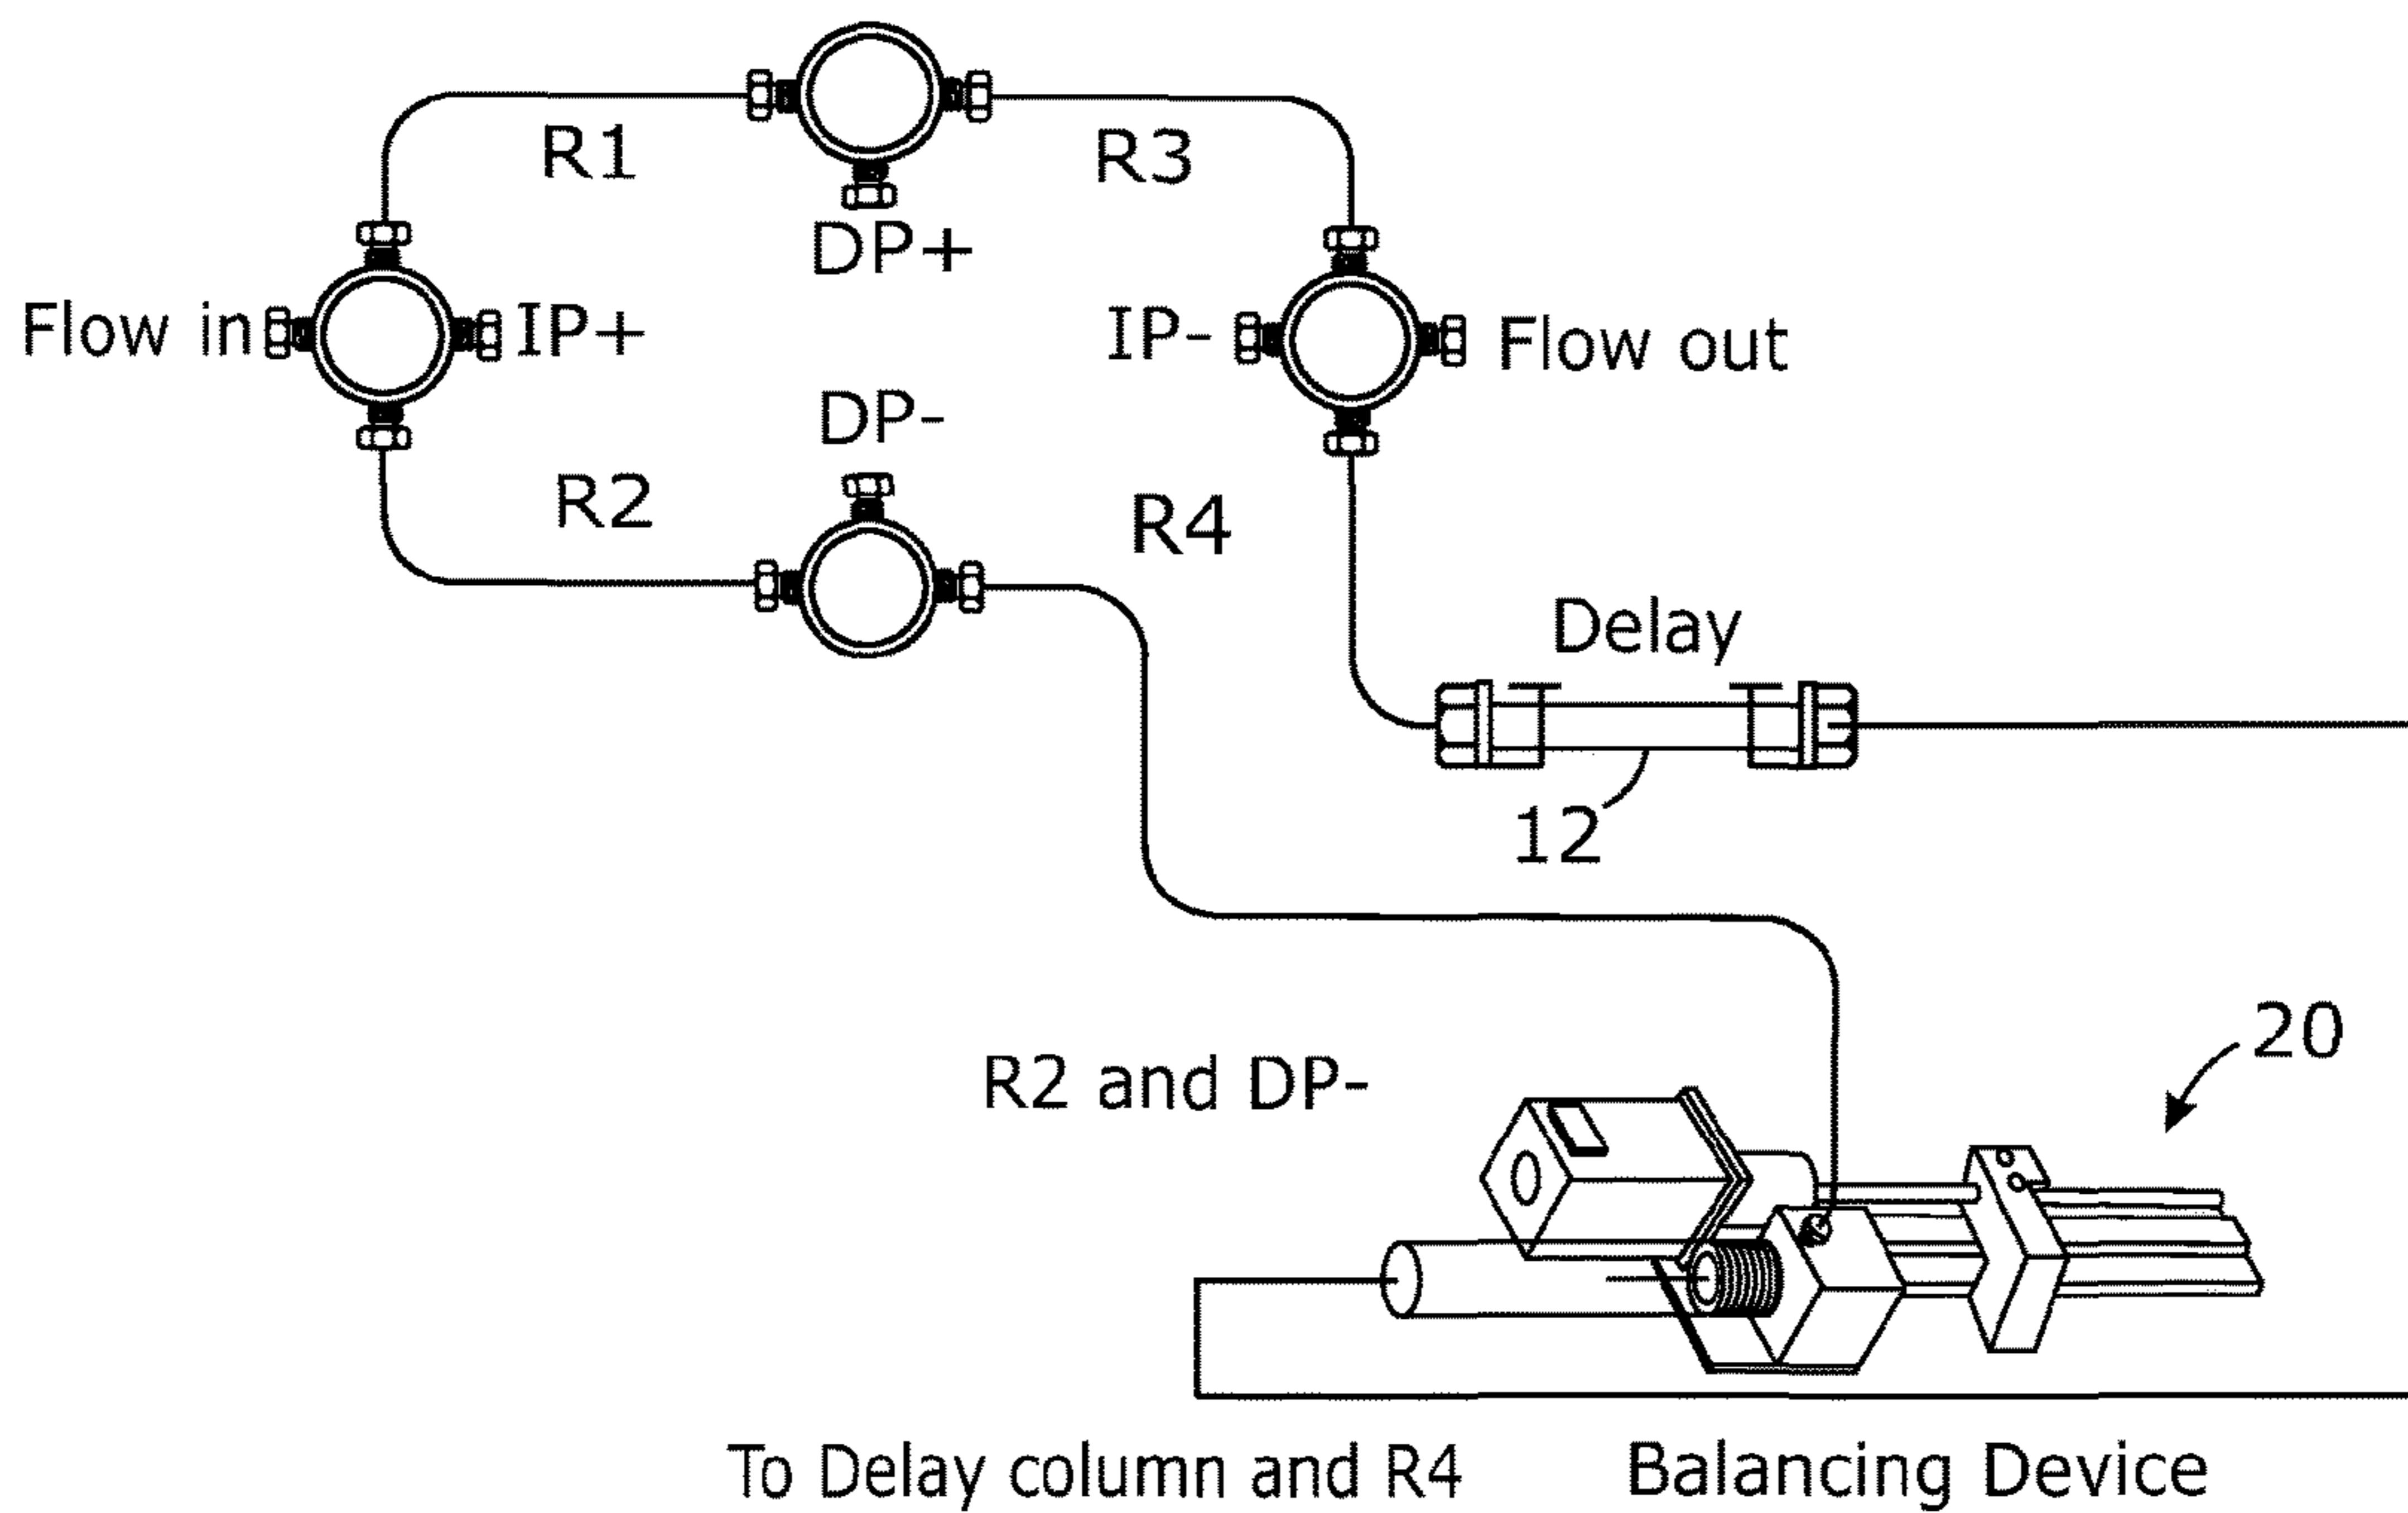 R1
R3
DP+
Flow in
IP+
IP-
Flow out
DP-
R2
R4
Delay
12
20
R2 and DP-
To Delay column and R4
Balancing Device